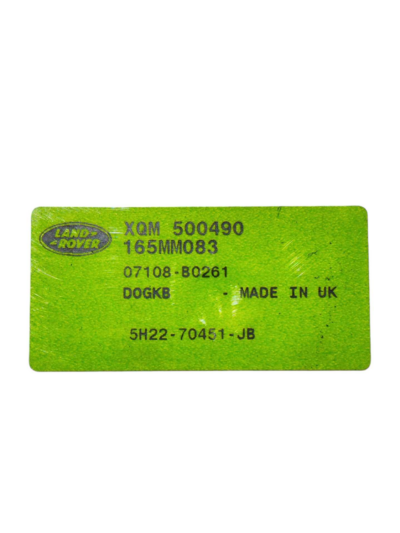 LAND-
ROVER
XQM 500490
165MM083
07108-B0261
DOGKB - MADE IN UK
5H22-70451-JB